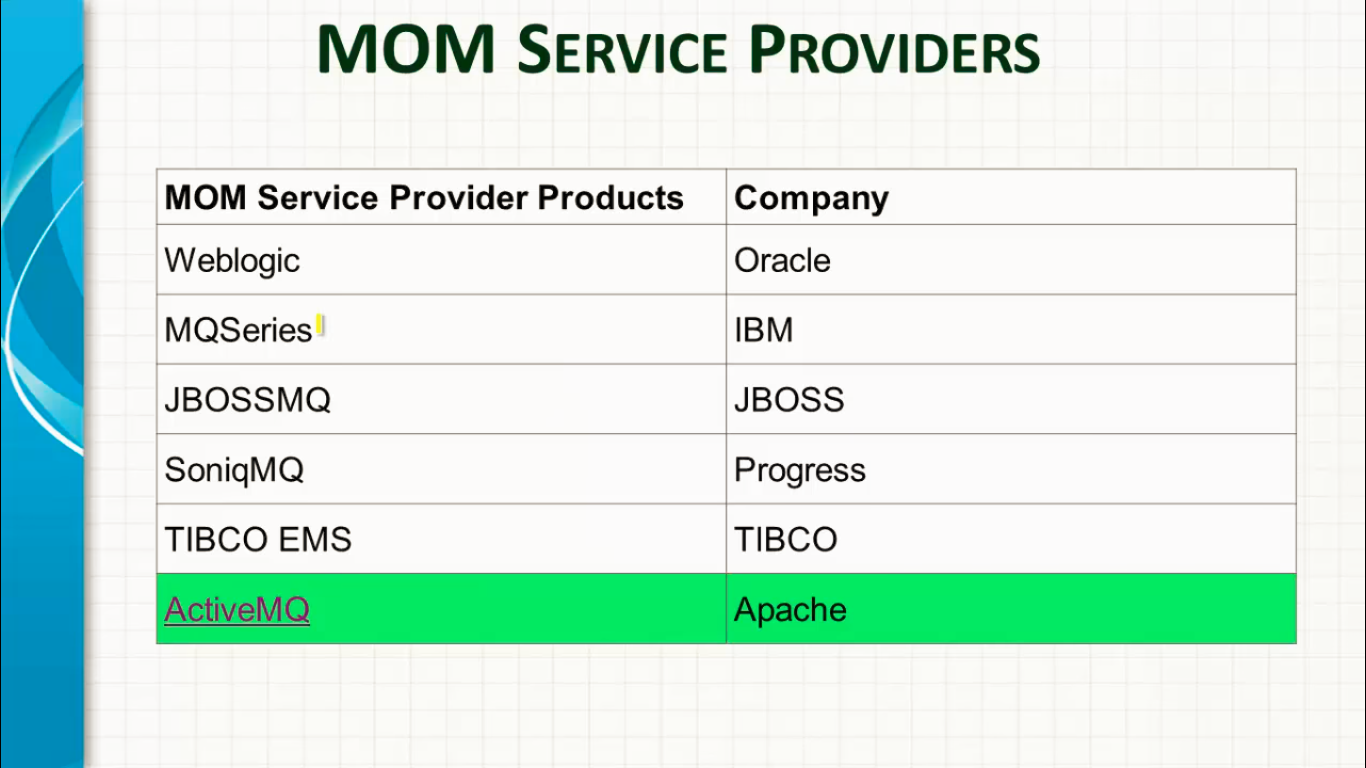 MOM SERVICE PROVIDERS
MOM Service Provider Products Company
Weblogic Oracle
MQSeries IBM
JBOSSMQ JBOSS
SoniqMQ Progress
TIBCO EMS TIBCO
ActiveMQ Apache